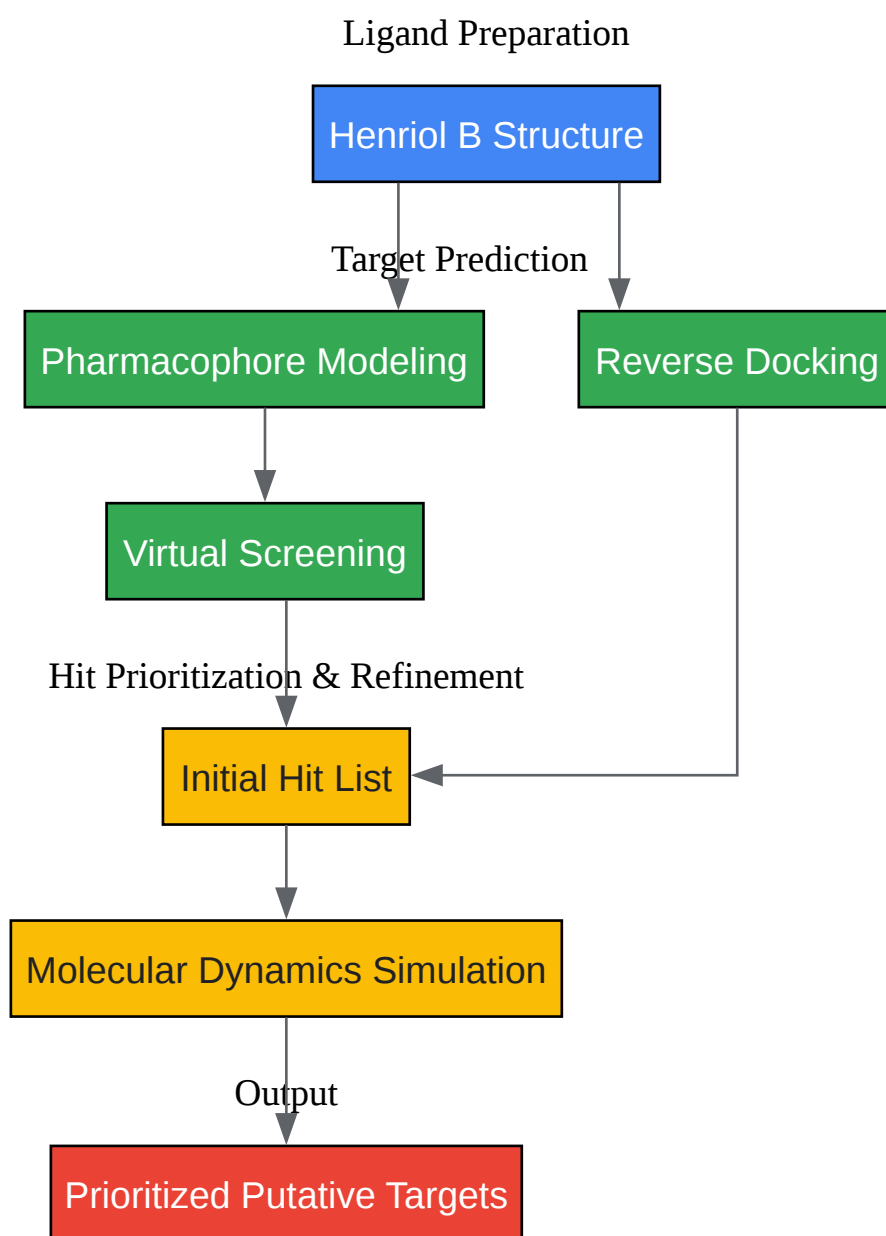 Ligand Preparation
Henriol B Structure
Target Prediction
Pharmacophore Modeling
Reverse Docking
Virtual Screening
Hit Prioritization & Refinement
Initial Hit List
Molecular Dynamics Simulation
Output
Prioritized Putative Targets